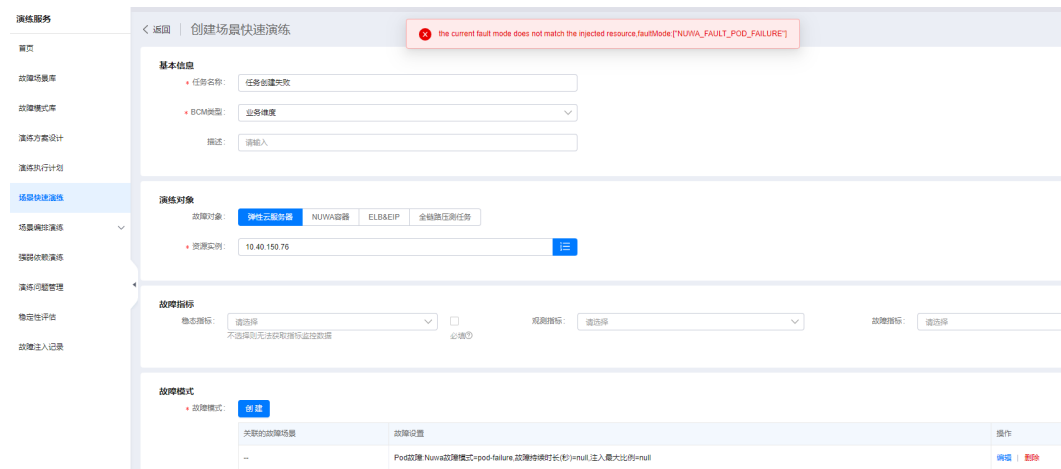 演练服务
首页
故障场景库
故障模式库
演练方案设计
演练执行计划
场景快速演练
场景编排演练
强弱依赖演练
演练问题管理
稳定性评估
故障注入记录
返回
创建场景快速演练
the current fault mode does not match the injected resource,faultMode:["NUWA_FAULT_POD_FAILURE"]
基本信息
* 任务名称: 任务创建失败
* BCM类型: 业务维度
描述: 请输入
演练对象
故障对象: 弹性云服务器 NUWA容器 ELB&EIP 全链路压测任务
* 资源实例: 10.40.150.76
故障指标
稳态指标: 请选择 必填 观测指标: 请选择 故障指标: 请选择
不选择则无法获取指标监控数据
故障模式
* 故障模式: 创建
关联的故障场景 故障设置 操作
-- Pod故障:Nuwa故障模式=pod-failure,故障持续时长(秒)=null,注入最大比例=null 编辑 | 删除